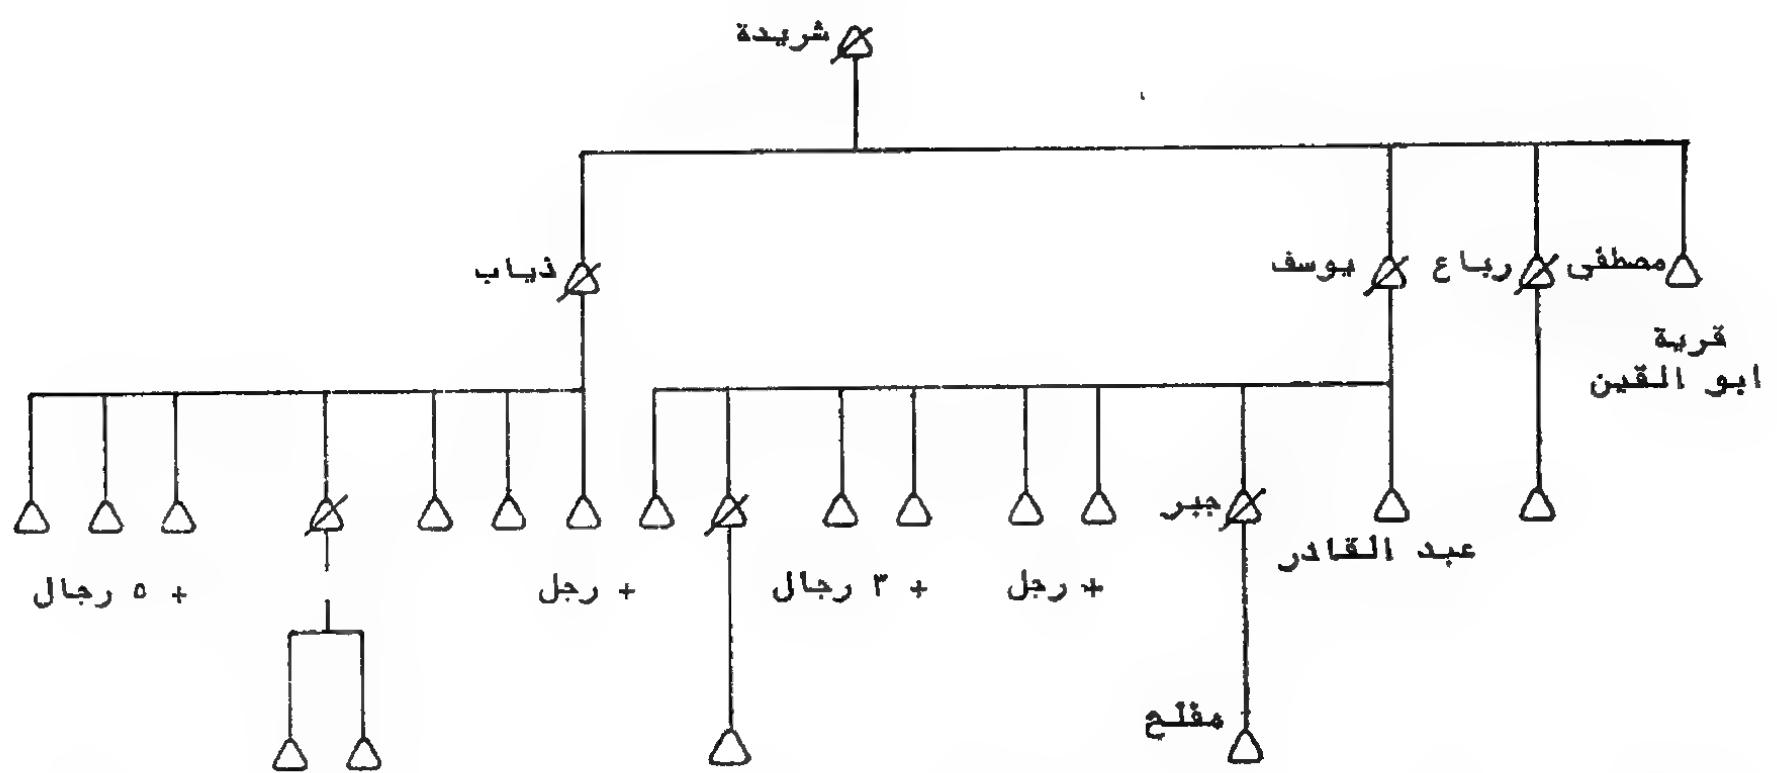 شريدة
مصطفى
رباع
يوسف
ذياب
قرية
ابو القين
جبر
عبد القادر
+ رجل
+ ٣ رجال
+ رجل
+ ٥ رجال
مفلح